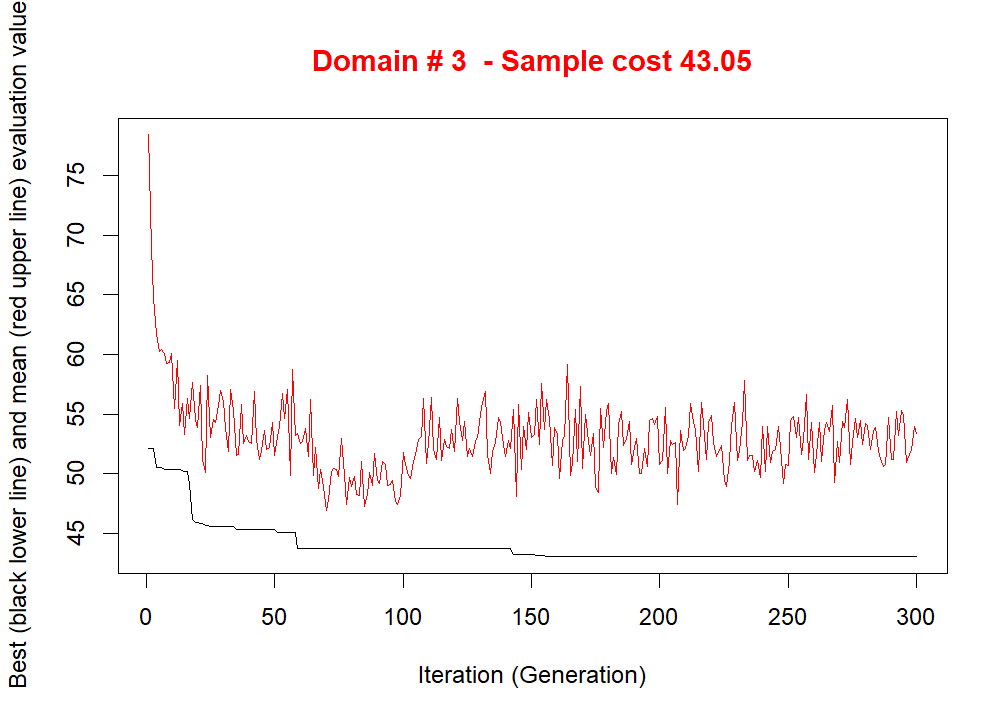 Domain # 3  - Sample cost 43.05
Best (black lower line) and mean (red upper line) evaluation value
75
70
65
60
55
50
45
0 50 100 150 200 250 300
Iteration (Generation)